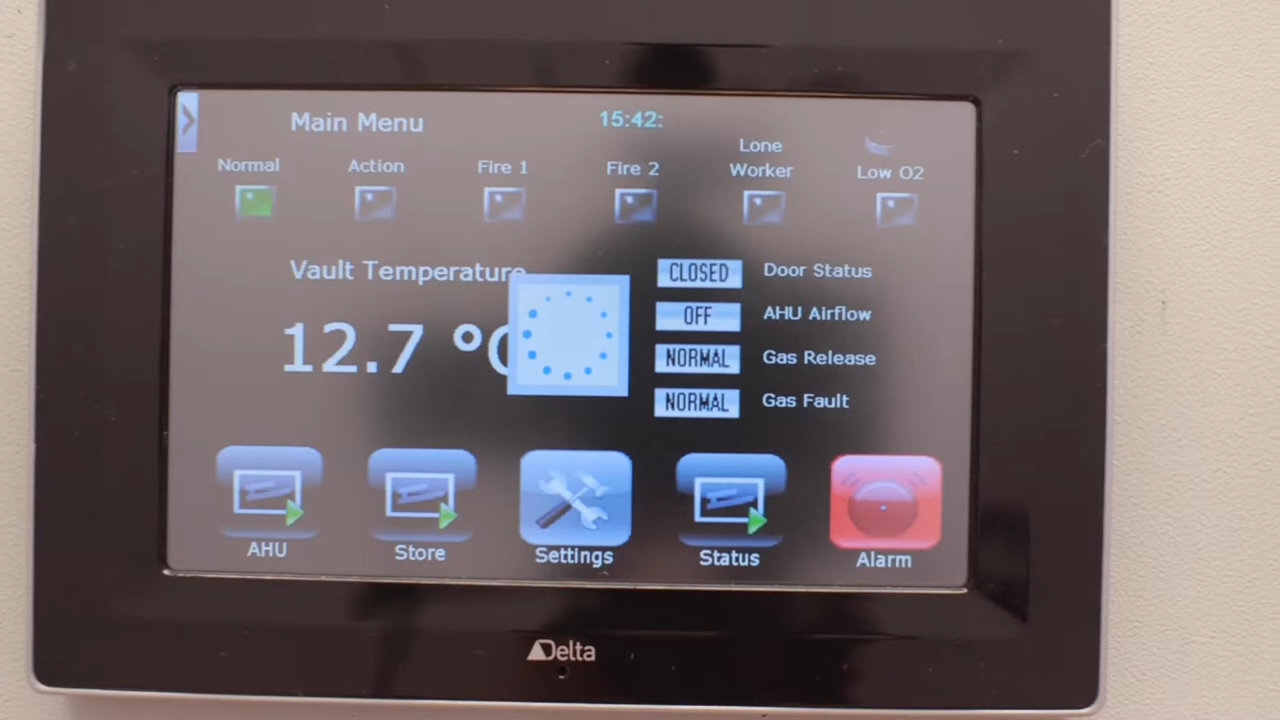 Main Menu
15:42:
Normal
Action
Fire 1
Fire 2
Lone
Worker
Low O2
Vault Temperature
12.7 °C
CLOSED Door Status
OFF AHU Airflow
NORMAL Gas Release
NORMAL Gas Fault
AHU
Store
Settings
Status
Alarm
Delta